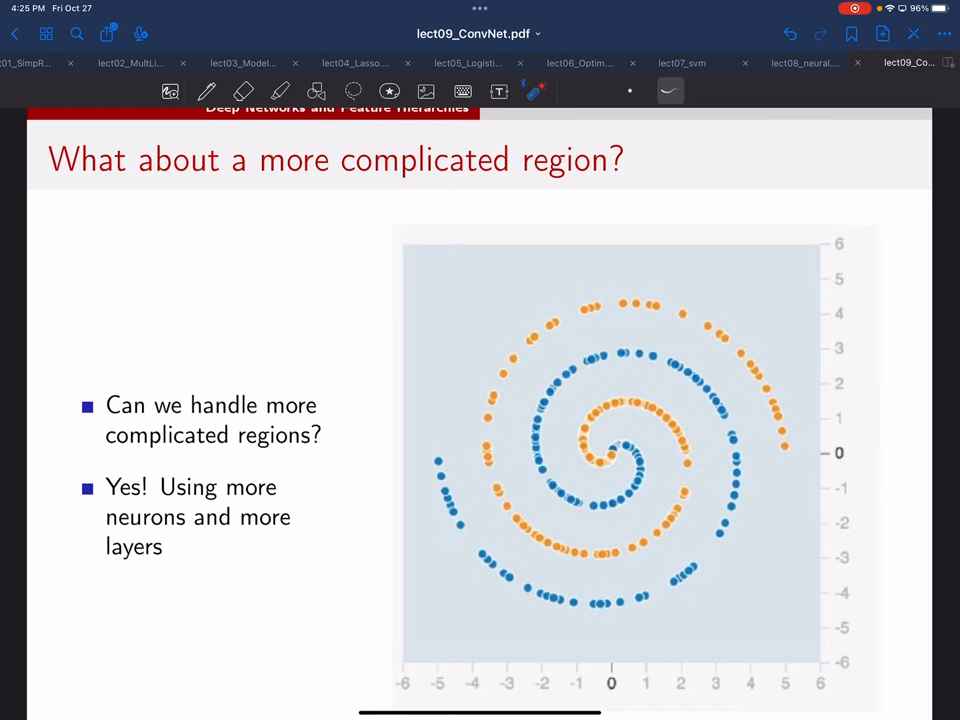 4:25 PM Fri Oct 27
96%
lect09_ConvNet.pdf
01_SimpR...
lect02_MultLi...
lect03_Model...
lect04_Lasso....
lect05_Logisti...
lect06_Optim....
lect07_svm
lect08_neural....
lect09_Co...
Deep Networks and Feature Hierarchies
What about a more complicated region?
Can we handle more
complicated regions?
Yes! Using more
neurons and more
layers
6
5
4
3
2
1
0
-1
-2
-3
-4
-5
-6
-6 -5 -4 -3 -2 -1 0 1 2 3 4 5 6